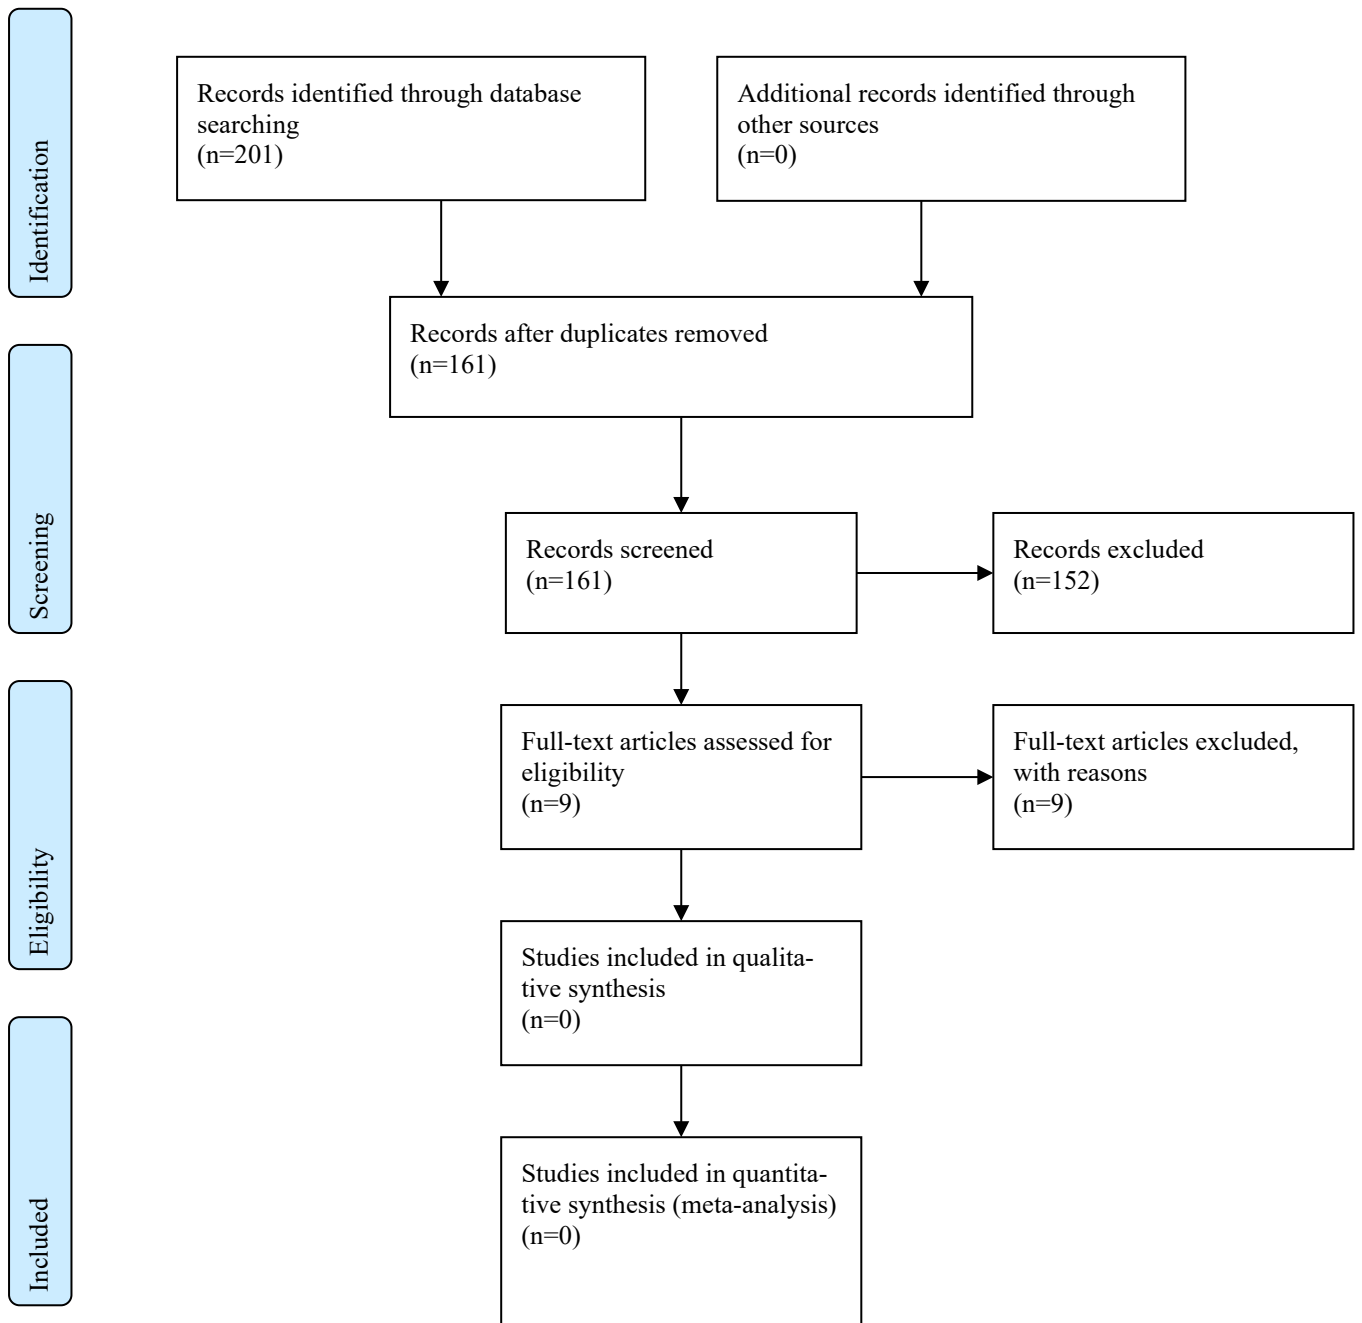 Identification
Records identified through database
searching
(n=201)
Additional records identified through
other sources
(n=0)
Records after duplicates removed
(n=161)
Screening
Records screened
(n=161)
Records excluded
(n=152)
Eligibility
Full-text articles assessed for
eligibility
(n=9)
Full-text articles excluded,
with reasons
(n=9)
Studies included in qualita-
tive synthesis
(n=0)
Included
Studies included in quantita-
tive synthesis (meta-analysis)
(n=0)